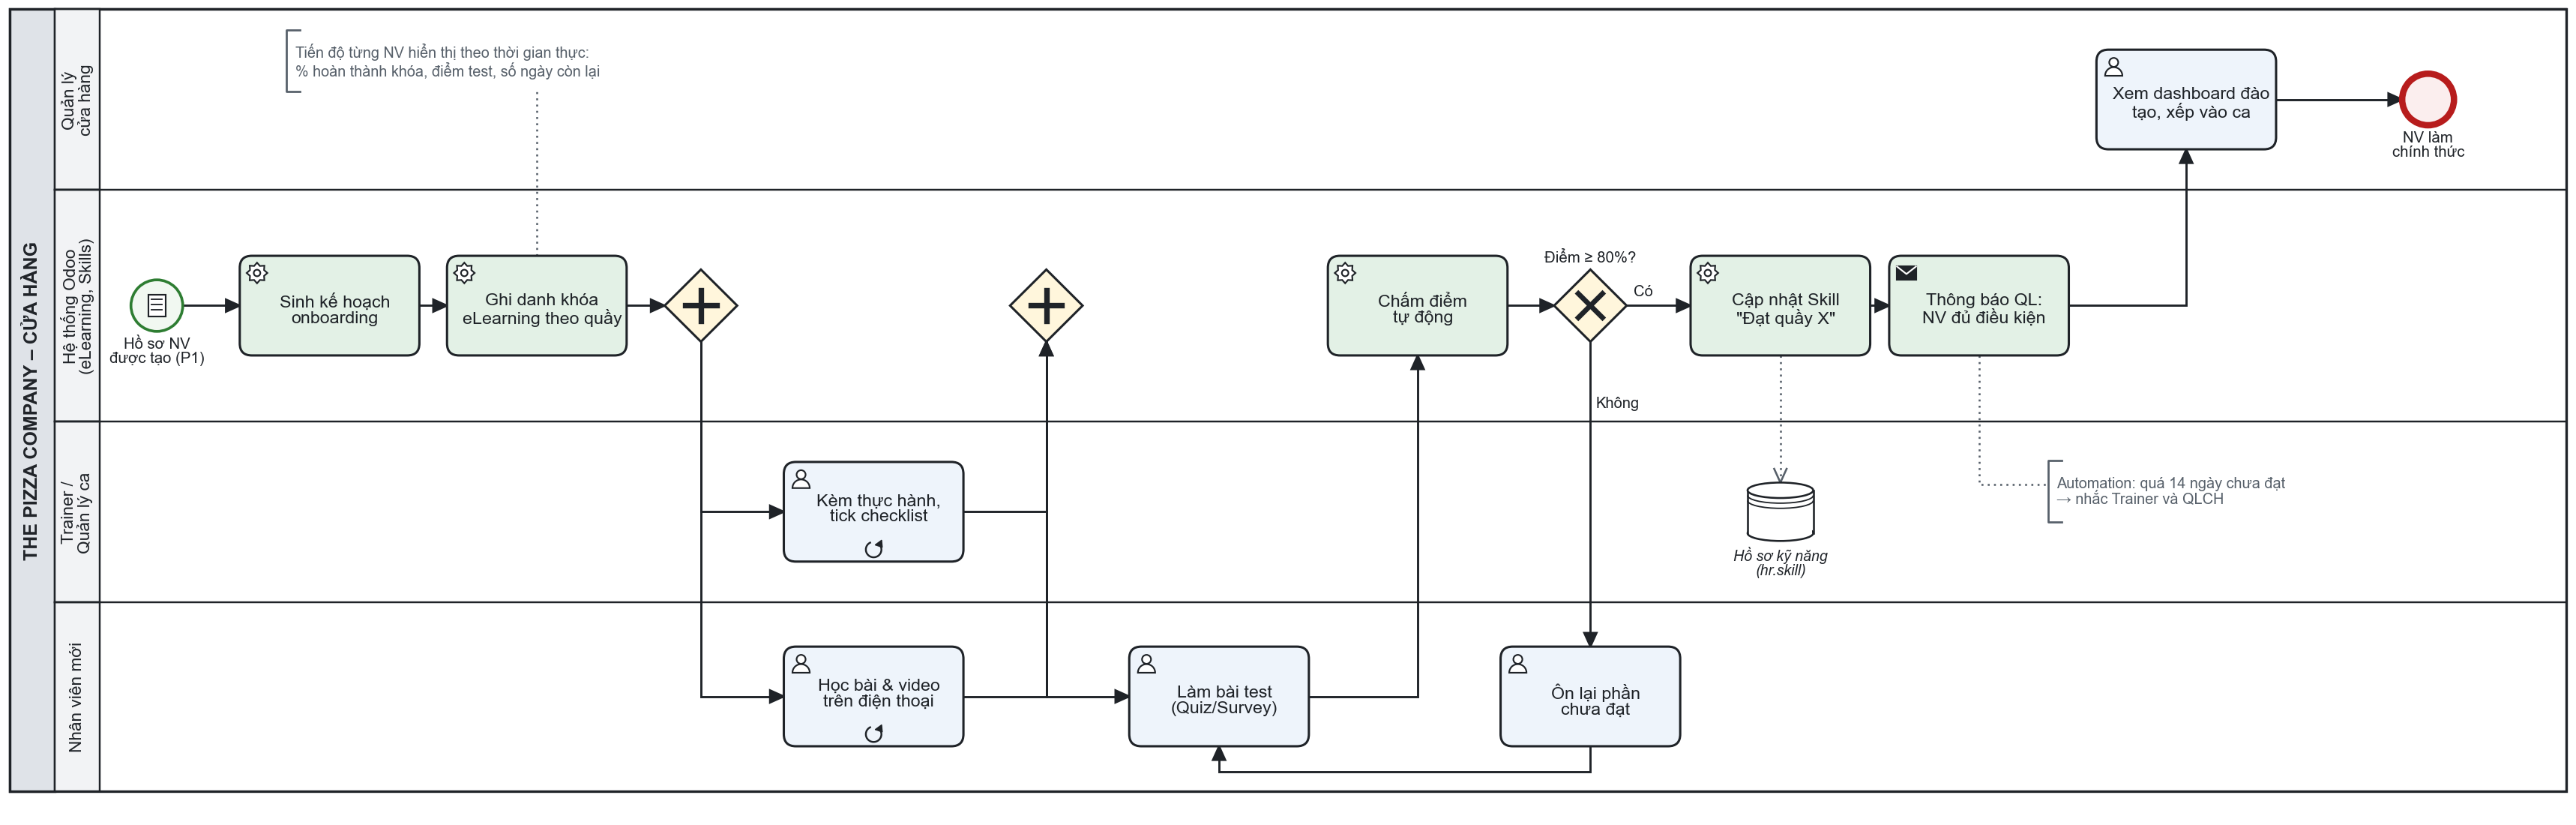 THE PIZZA COMPANY – CỬA HÀNG
Quản lý
cửa hàng
Tiến độ từng NV hiển thị theo thời gian thực:
% hoàn thành khóa, điểm test, số ngày còn lại
Xem dashboard đào
tạo, xếp vào ca
NV làm
chính thức
Hệ thống Odoo
(eLearning, Skills)
Hồ sơ NV
được tạo (P1)
Sinh kế hoạch
onboarding
Ghi danh khóa
eLearning theo quầy
Chấm điểm
tự động
Điểm ≥ 80%?
Có
Không
Cập nhật Skill
"Đạt quầy X"
Thông báo QL:
NV đủ điều kiện
Trainer /
Quản lý ca
Kèm thực hành,
tick checklist
Hồ sơ kỹ năng
(hr.skill)
Automation: quá 14 ngày chưa đạt
→ nhắc Trainer và QLCH
Nhân viên mới
Học bài & video
trên điện thoại
Làm bài test
(Quiz/Survey)
Ôn lại phần
chưa đạt